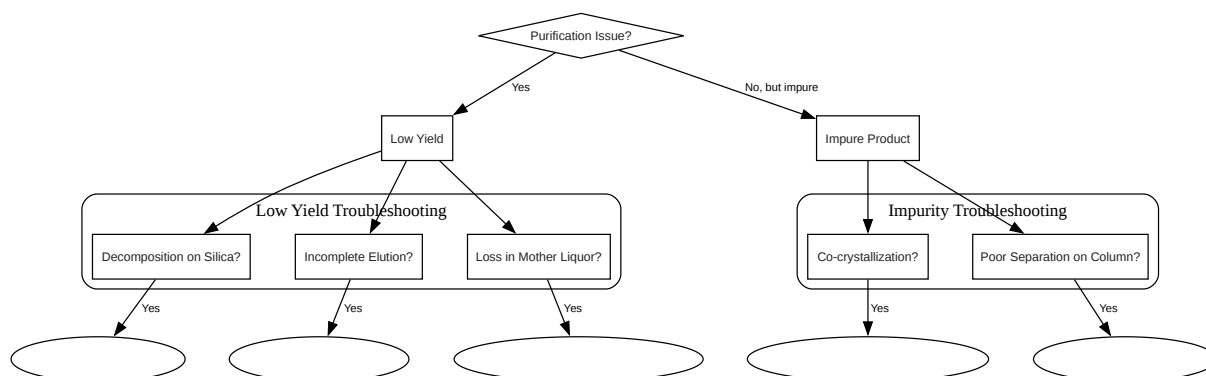 Purification Issue?
Yes
No, but impure
Low Yield
Impure Product
Low Yield Troubleshooting
Impurity Troubleshooting
Decomposition on Silica?
Incomplete Elution?
Loss in Mother Liquor?
Co-crystallization?
Poor Separation on Column?
Yes
Yes
Yes
Yes
Yes